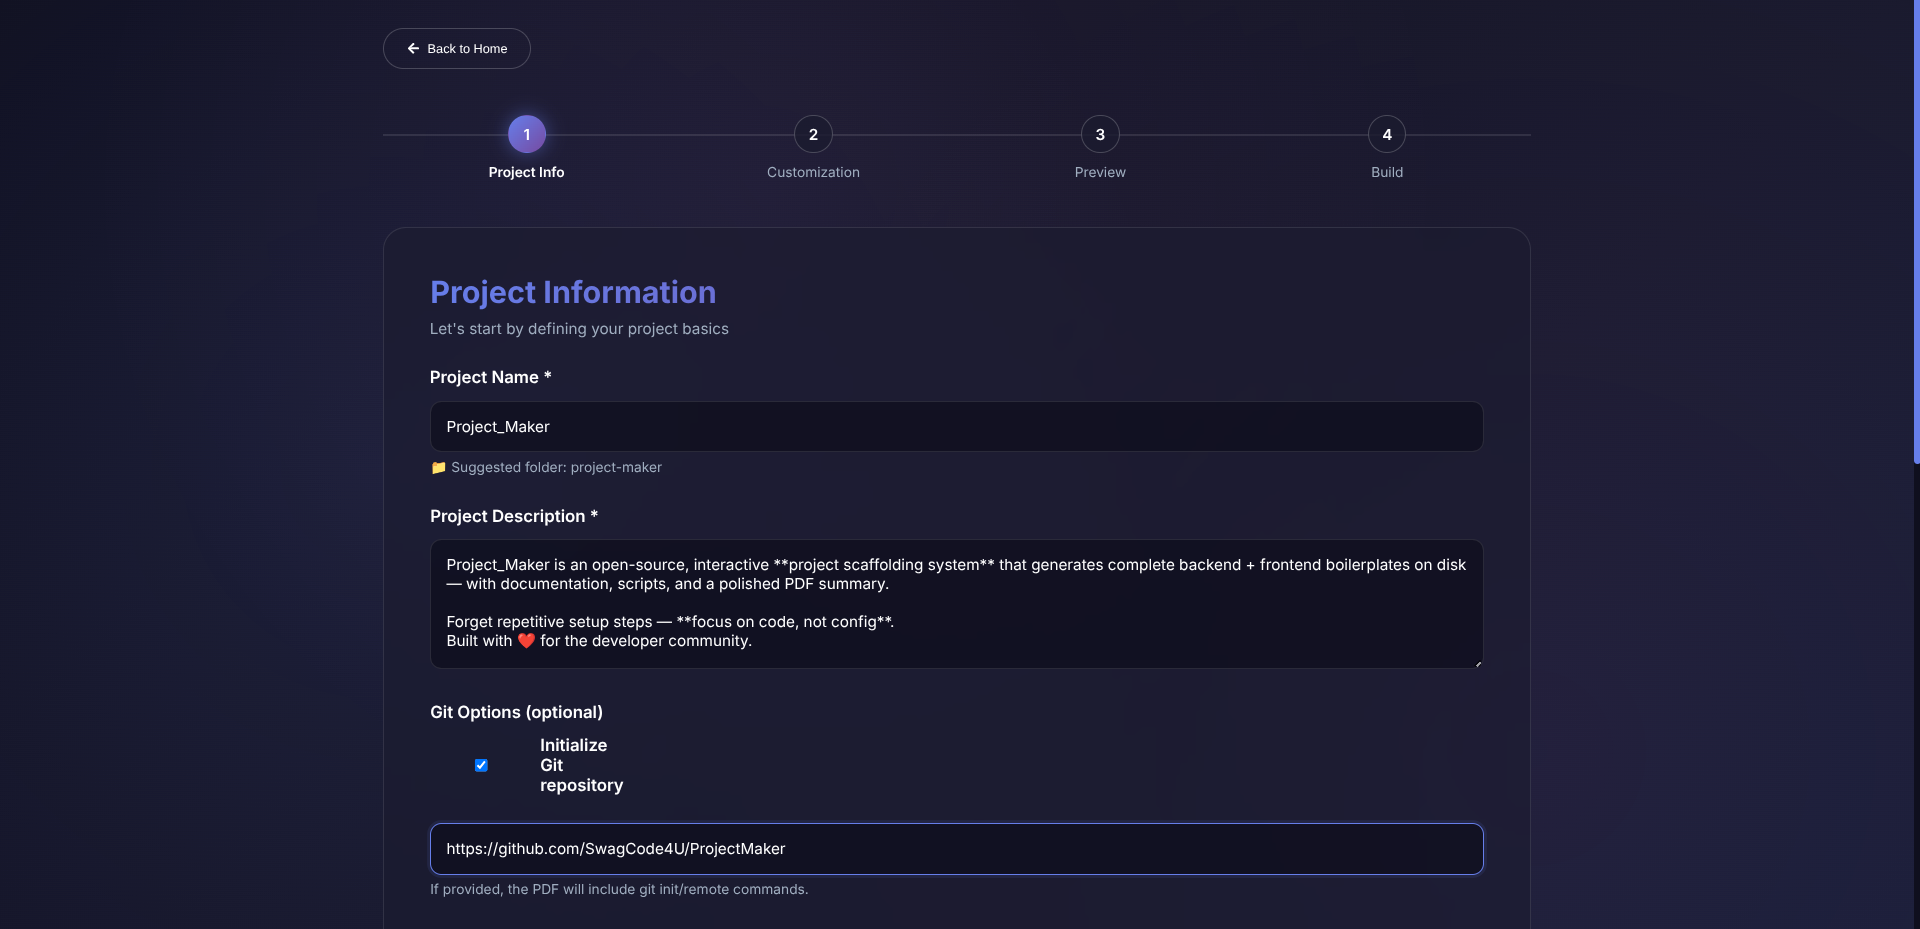 Back to Home
1
2
3
4
Project Info
Customization
Preview
Build
Project Information
Let's start by defining your project basics
Project Name *
Project_Maker
📁 Suggested folder: project-maker
Project Description *
Project_Maker is an open-source, interactive **project scaffolding system** that generates complete backend + frontend boilerplates on disk
— with documentation, scripts, and a polished PDF summary.
Forget repetitive setup steps — **focus on code, not config**.
Built with ❤️ for the developer community.
Git Options (optional)
Initialize
Git
repository
https://github.com/SwagCode4U/ProjectMaker
If provided, the PDF will include git init/remote commands.